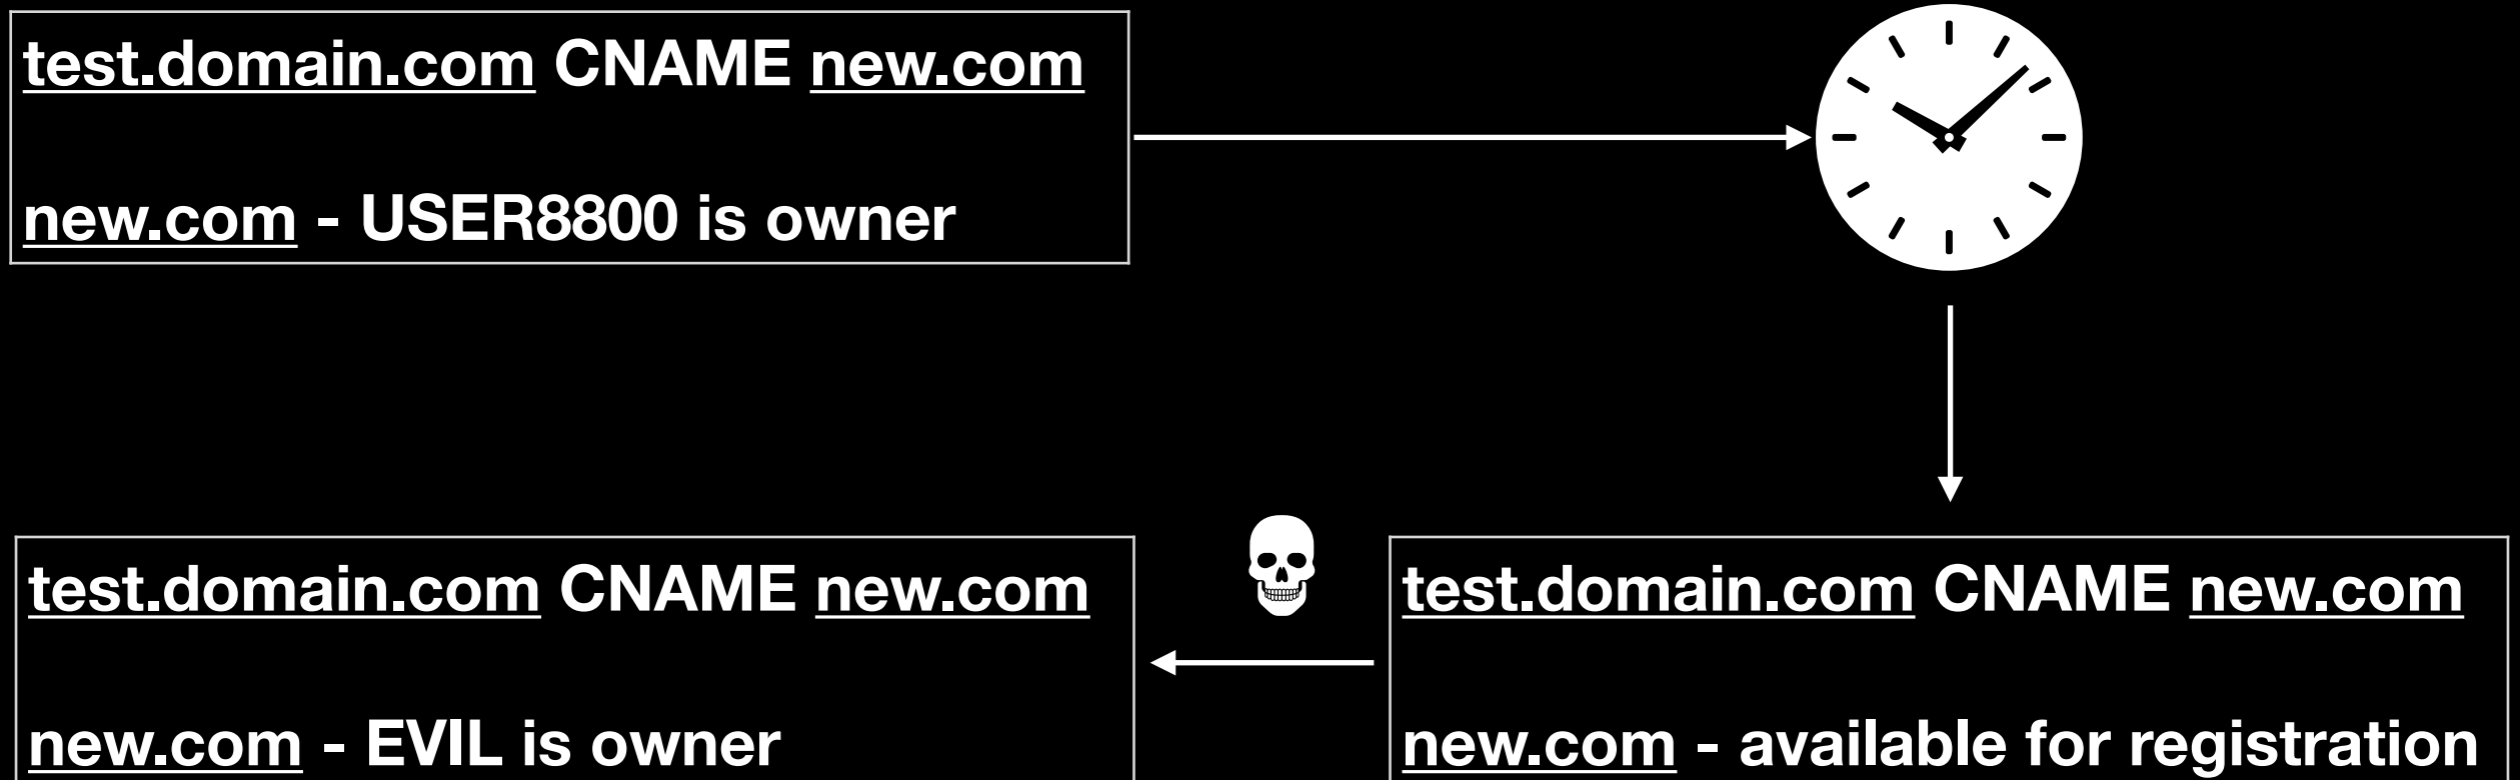 test.domain.com CNAME new.com
new.com - USER8800 is owner
test.domain.com CNAME new.com
new.com - available for registration
test.domain.com CNAME new.com
new.com - EVIL is owner